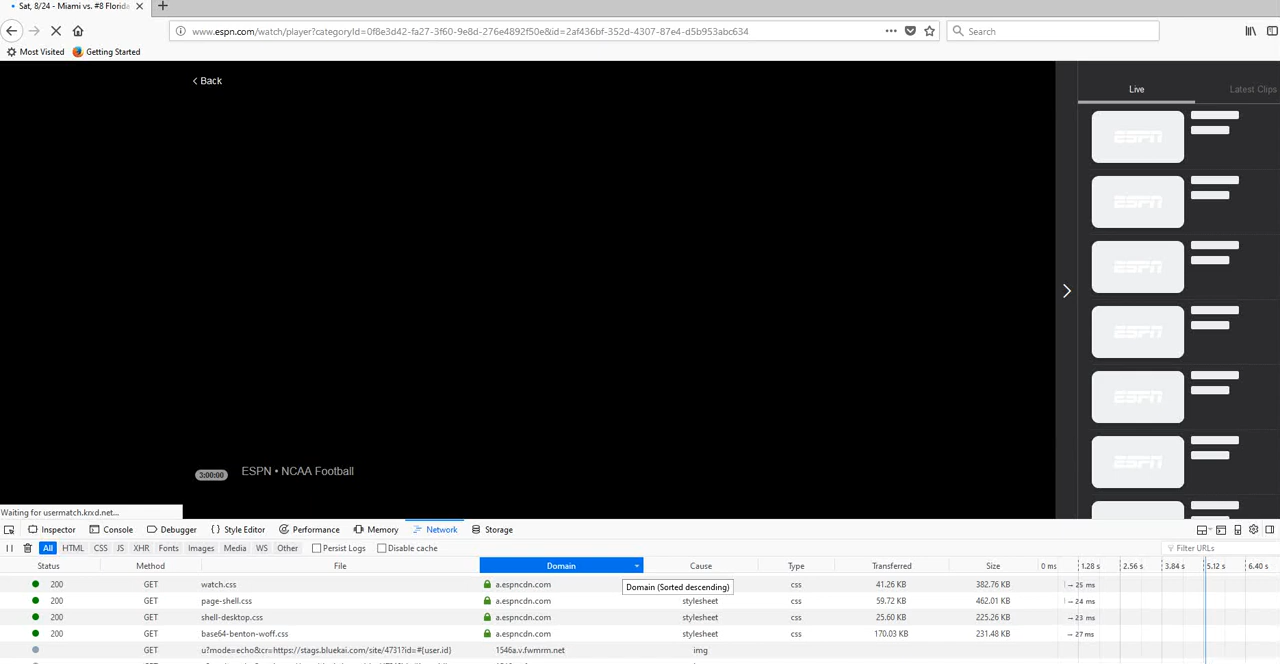 Sat, 8/24 - Miami vs. #8 Florida
www.espn.com/watch/player?categoryId=0f8e3d42-fa27-3f60-9e8d-276e4892f50e&id=2af436bf-352d-4307-87e4-d5b953abc634
Search
Most Visited Getting Started
Back
Live Latest Clips
ESPN
ESPN
ESPN
ESPN
ESPN
ESPN
3:00:00 ESPN • NCAA Football
Waiting for usermatch.krxd.net...
Inspector Console Debugger Style Editor Performance Memory Network Storage
All HTML CSS JS XHR Fonts Images Media WS Other Persist Logs Disable cache Filter URLs
Status Method File Domain Cause Type Transferred Size 0 ms 1.28 s 2.56 s 3.84 s 5.12 s 6.40 s
200 GET watch.css a.espncdn.com css 41.26 KB 382.76 KB → 25 ms
Domain (Sorted descending)
200 GET page-shell.css a.espncdn.com stylesheet css 59.72 KB 462.01 KB → 24 ms
200 GET shell-desktop.css a.espncdn.com stylesheet css 25.60 KB 225.26 KB → 23 ms
200 GET base64-benton-woff.css a.espncdn.com stylesheet css 170.03 KB 231.48 KB → 27 ms
GET u?mode=echo&cr=https://stags.bluekai.com/site/4731?id=#{user.id} 1546a.v.fwmrm.net img